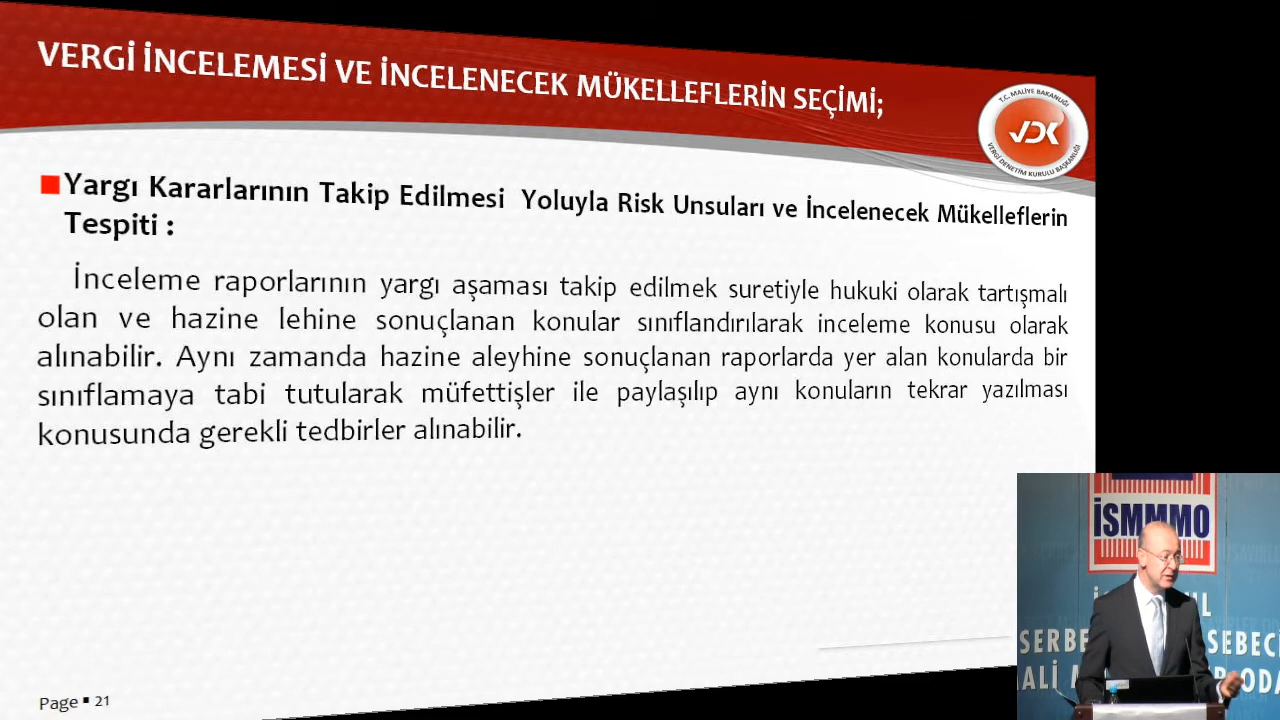 VERGİ İNCELEMESİ VE İNCELENECEK MÜKELLEFLERİN SEÇİMİ;
T.C. MALİYE BAKANLIĞI
VDK
VERGİ DENETİM KURULU BAŞKANLIĞI
Yargı Kararlarının Takip Edilmesi Yoluyla Risk Unsuları ve İncelenecek Mükelleflerin
Tespiti :
İnceleme raporlarının yargı aşaması takip edilmek suretiyle hukuki olarak tartışmalı
olan ve hazine lehine sonuçlanan konular sınıflandırılarak inceleme konusu olarak
alınabilir. Aynı zamanda hazine aleyhine sonuçlanan raporlarda yer alan konularda bir
sınıflamaya tabi tutularak müfettişler ile paylaşılıp aynı konuların tekrar yazılması
konusunda gerekli tedbirler alınabilir.
Page ▪ 21
İSMMMO